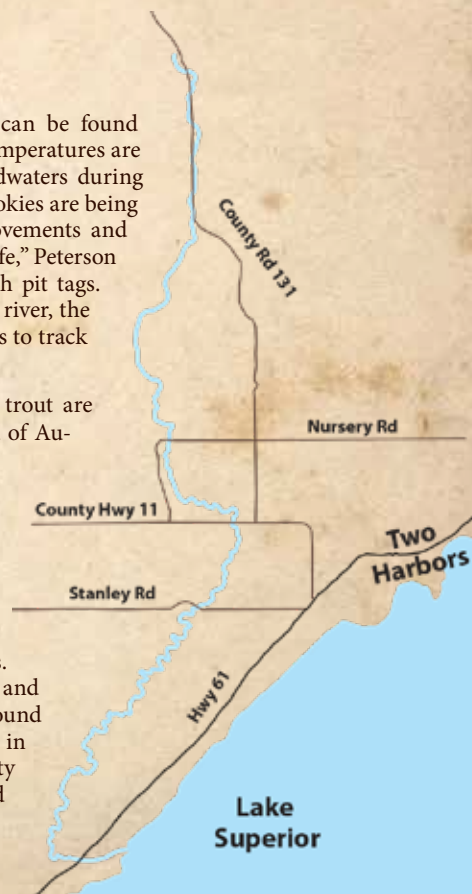 can be found
mperatures are
dwaters during
okies are being
ovements and
fe,” Peterson
h pit tags.
river, the
s to track
trout are
of Au-
s.
and
ound
in
ty
d
County Rd 131
Nursery Rd
County Hwy 11
Two
Harbors
Stanley Rd
Hwy 61
Lake
Superior